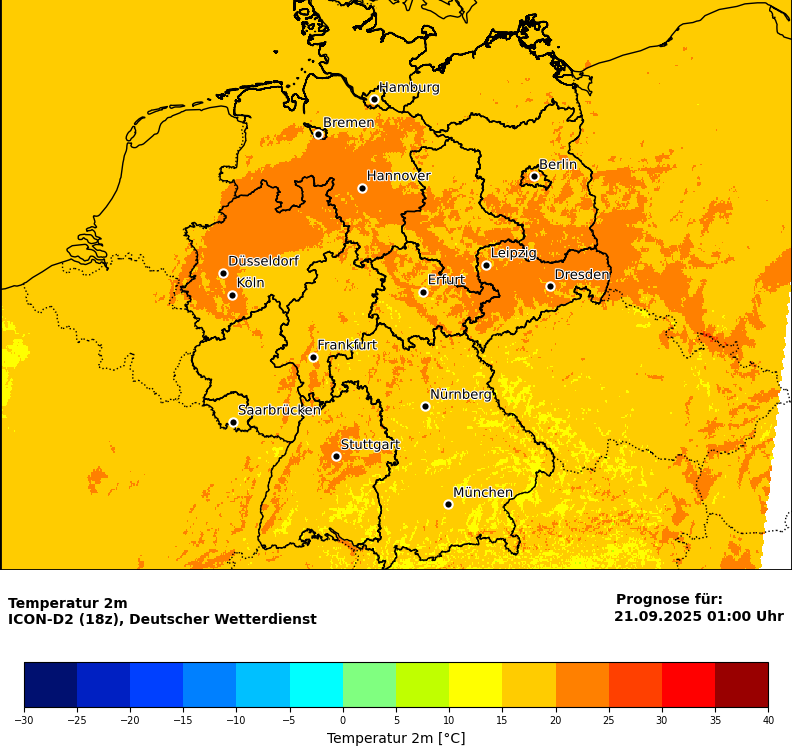 Hamburg
Bremen
Berlin
Hannover
Leipzig
Düsseldorf
Dresden
Köln
Erfurt
Frankfurt
Nürnberg
Saarbrücken
Stuttgart
München
Temperatur 2m
ICON-D2 (18z), Deutscher Wetterdienst
Prognose für:
21.09.2025 01:00 Uhr
−30 −25 −20 −15 −10 −5 0 5 10 15 20 25 30 35 40
Temperatur 2m [°C]